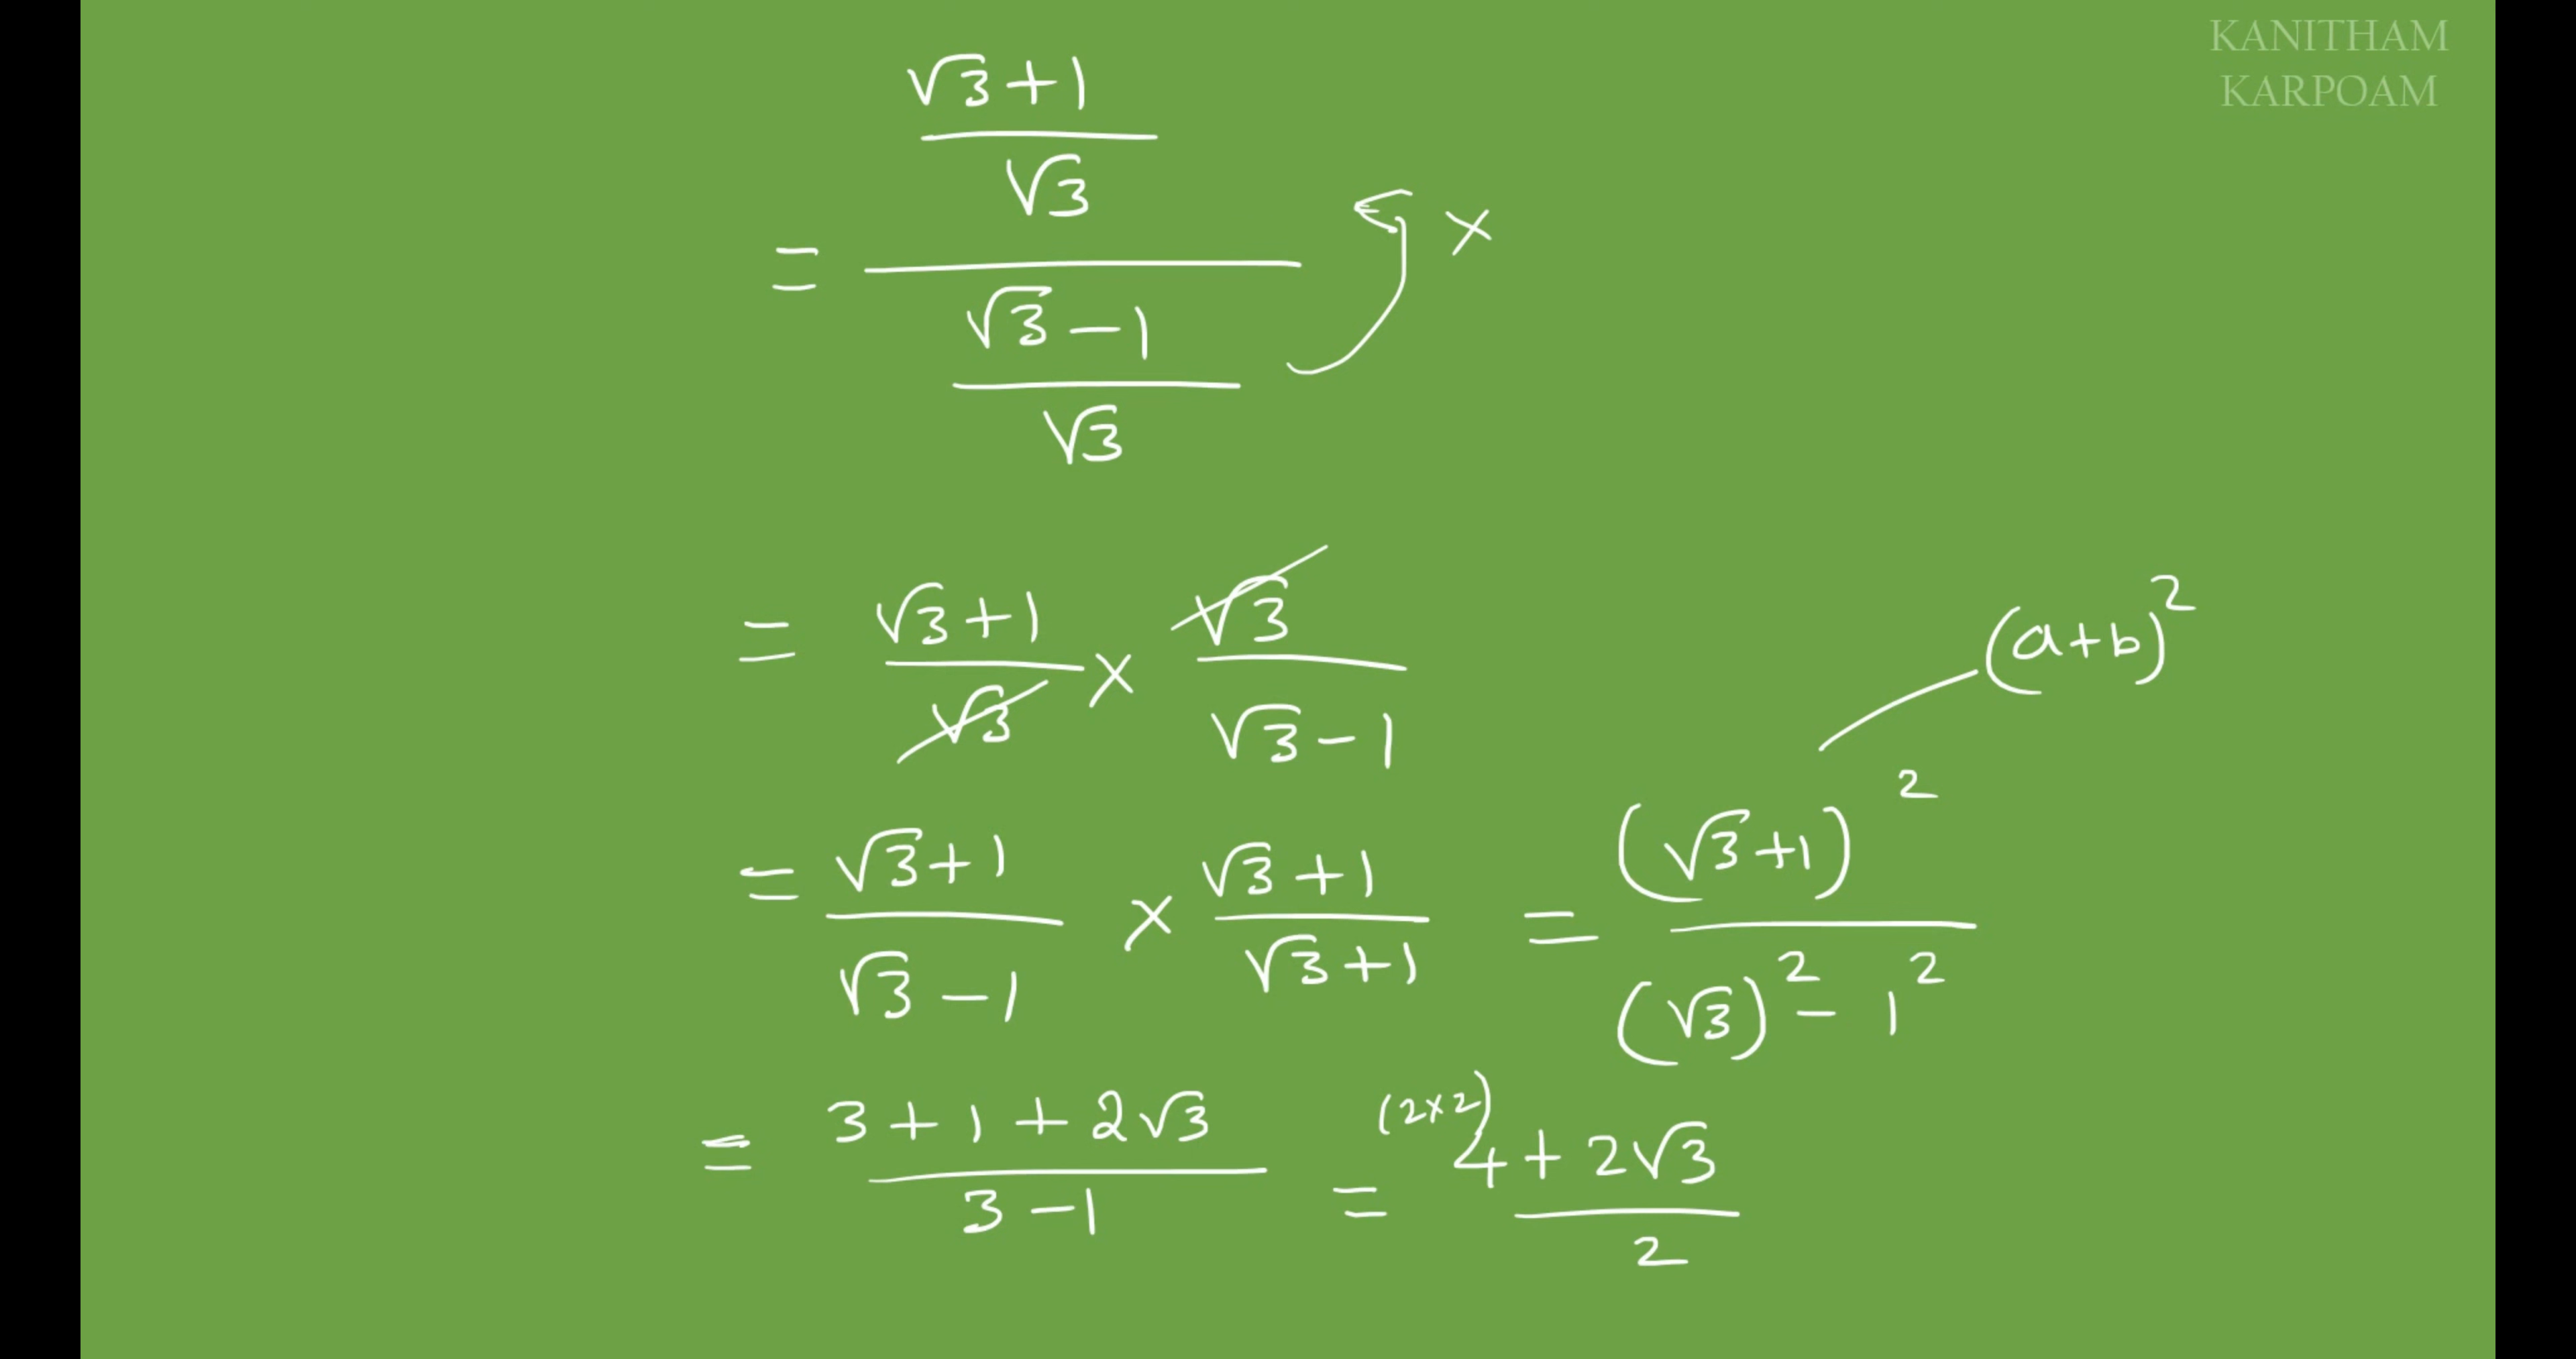 KANITHAM
KARPOAM
√3 + 1
√3
= ×
√3 − 1
√3
= √3 + 1 / √3 × √3 / √3 − 1
(a+b)²
= √3 + 1 / √3 − 1 × √3 + 1 / √3 + 1 = (√3 + 1)² / (√3)² − 1²
= 3 + 1 + 2√3 / 3 − 1 = (2×2) 4 + 2√3 / 2